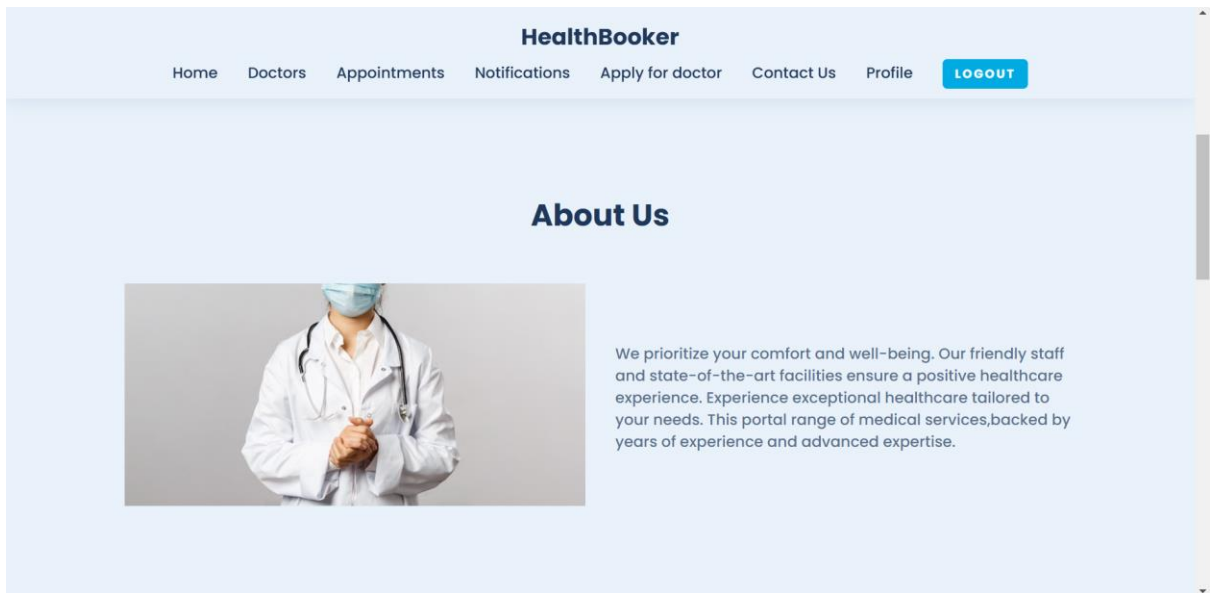 HealthBooker
Home Doctors Appointments Notifications Apply for doctor Contact Us Profile LOGOUT
About Us
We prioritize your comfort and well-being. Our friendly staff
and state-of-the-art facilities ensure a positive healthcare
experience. Experience exceptional healthcare tailored to
your needs. This portal range of medical services,backed by
years of experience and advanced expertise.